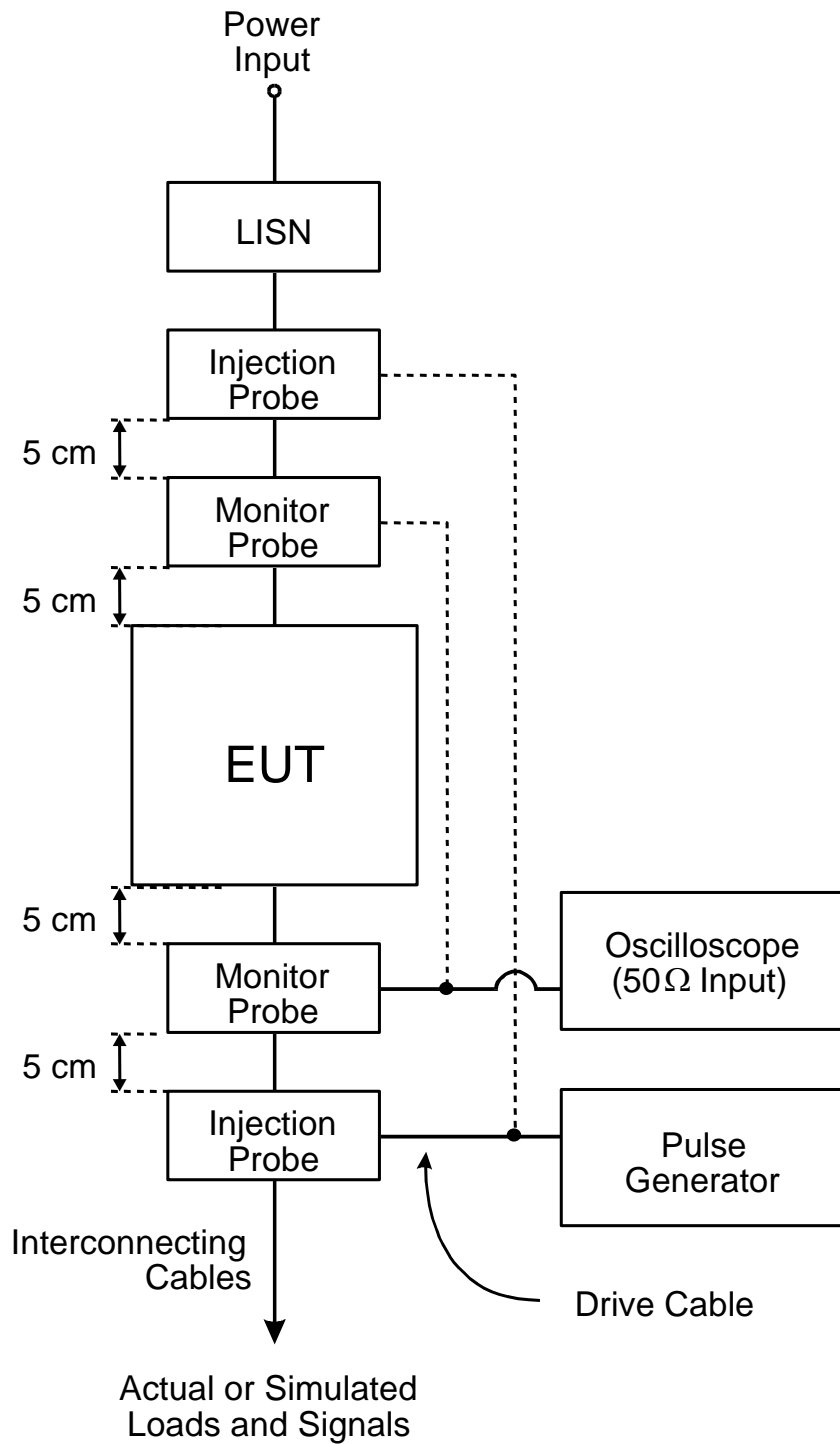 Power
Input
LISN
Injection
Probe
5 cm
Monitor
Probe
5 cm
EUT
5 cm
Monitor
Probe
Oscilloscope
(50Ω Input)
5 cm
Injection
Probe
Pulse
Generator
Interconnecting
Cables
Drive Cable
Actual or Simulated
Loads and Signals